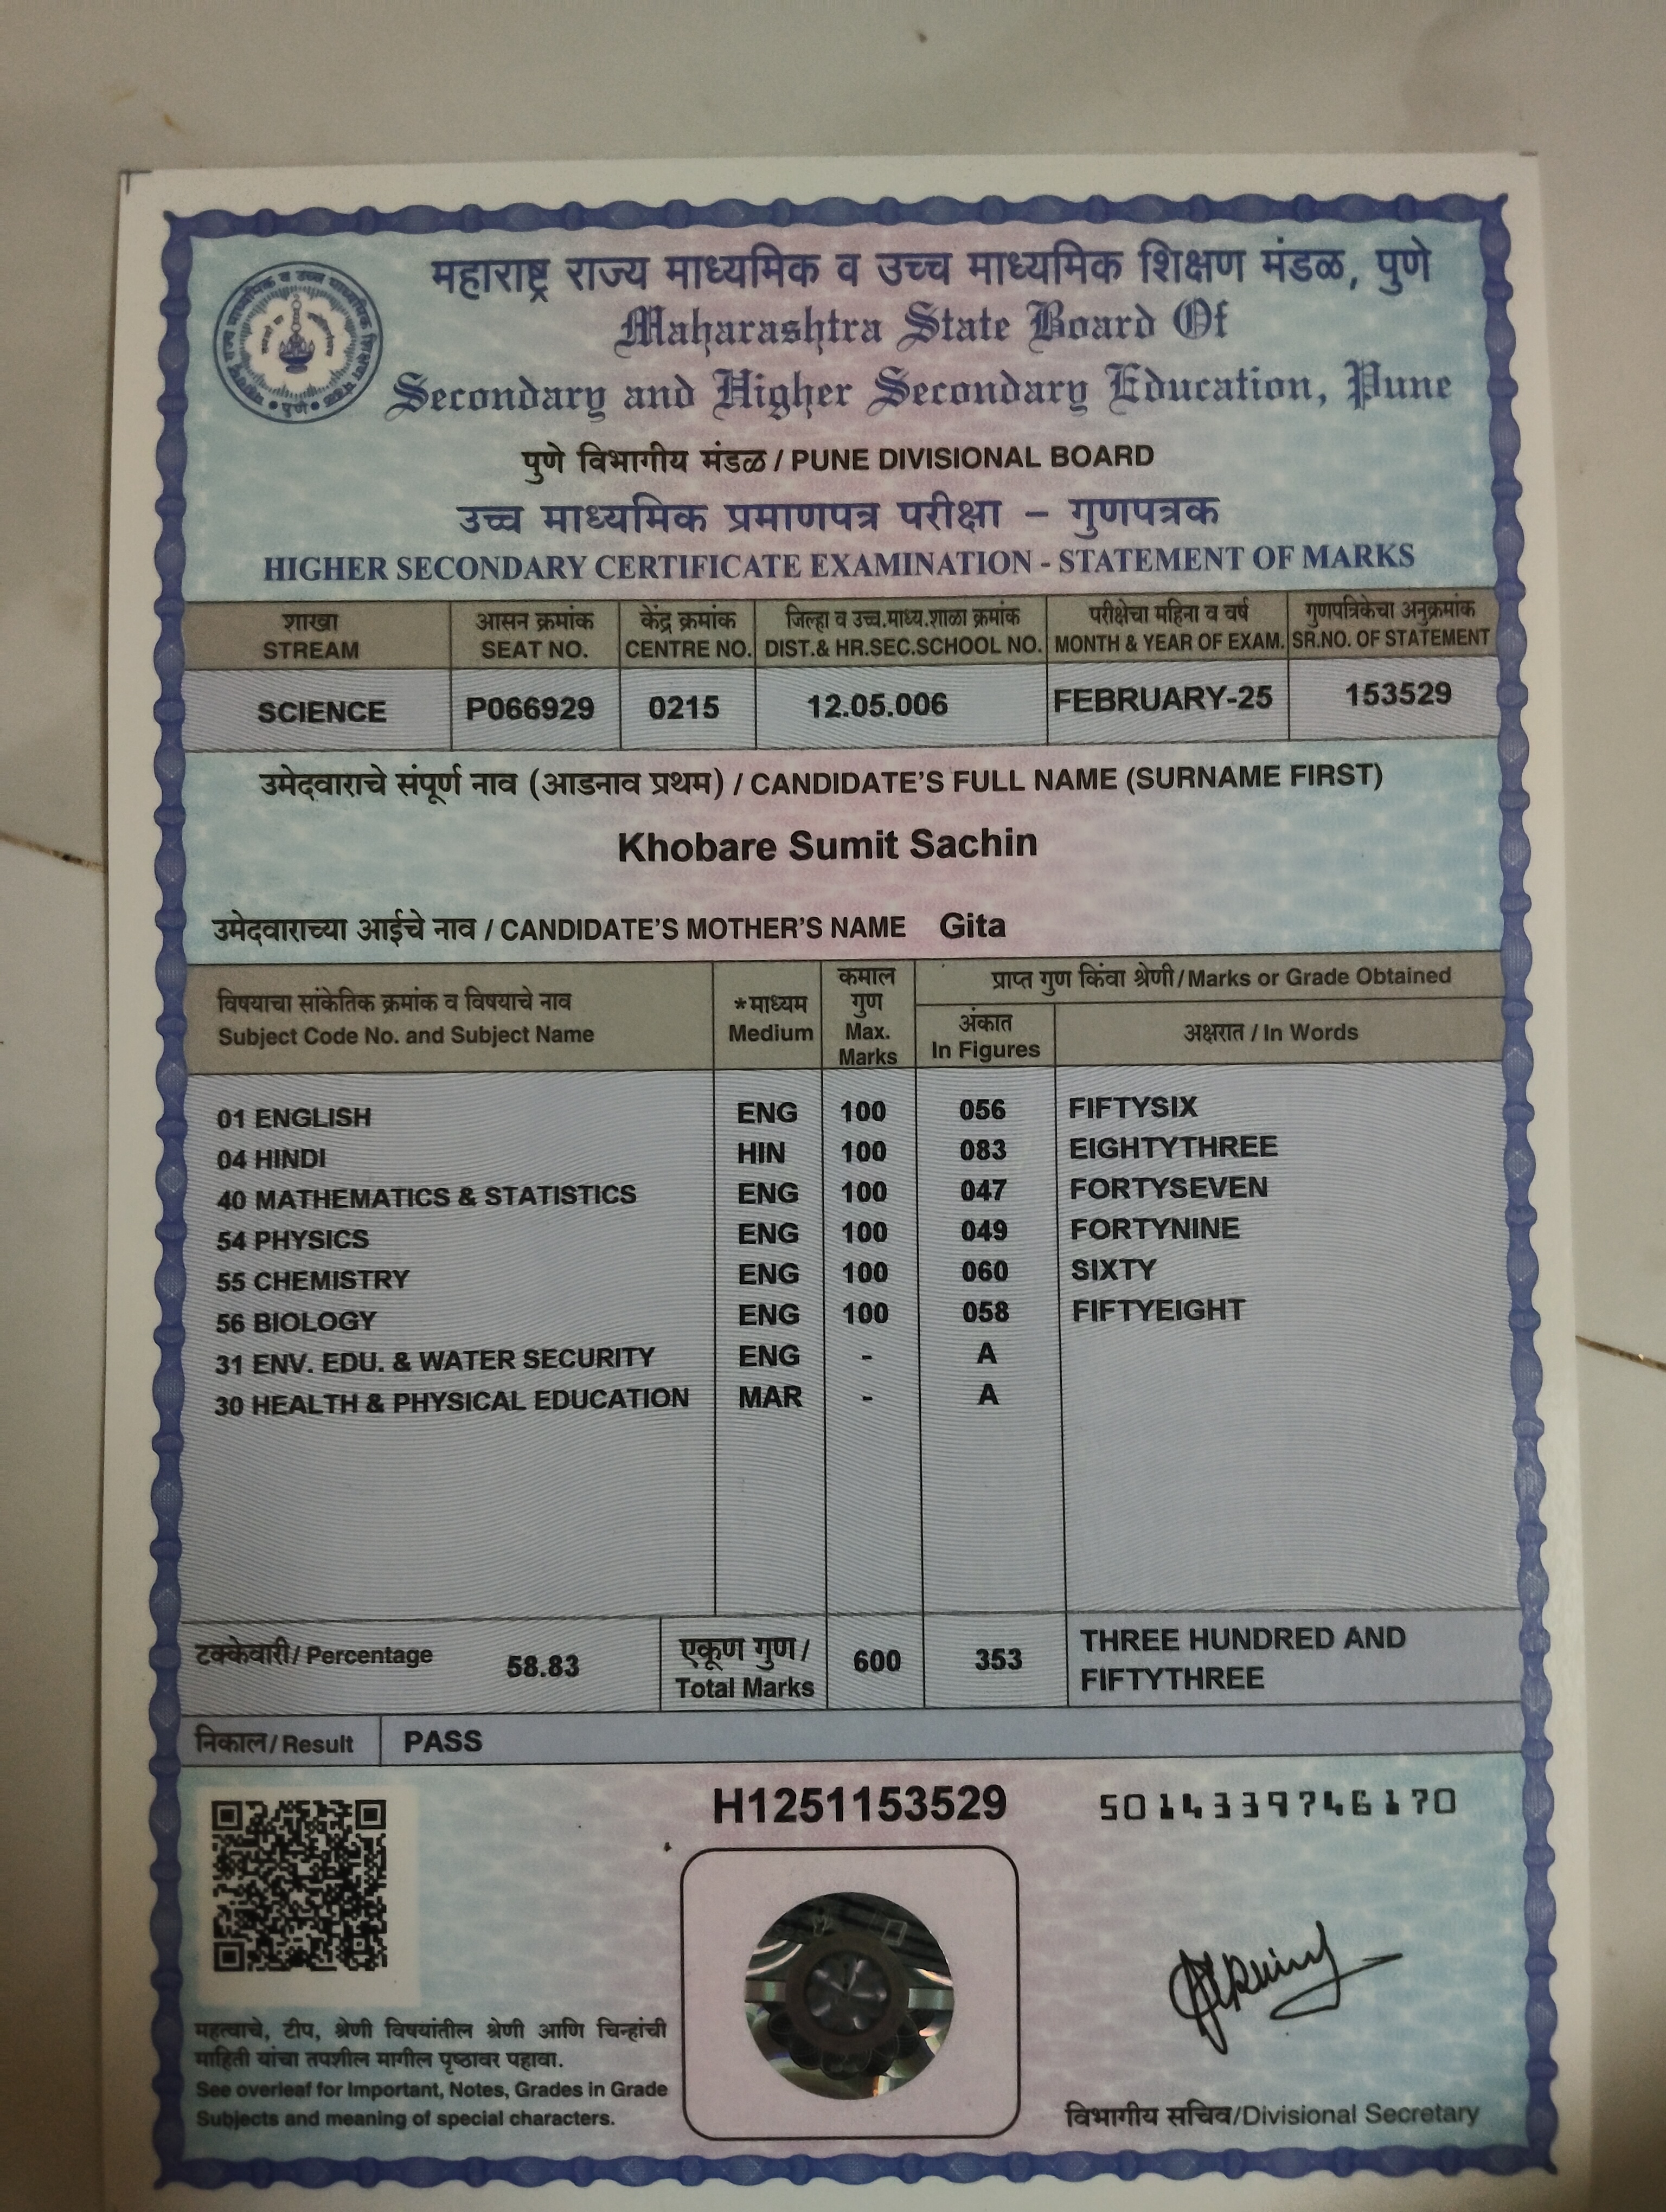 महाराष्ट्र राज्य माध्यमिक व उच्च माध्यमिक शिक्षण मंडळ, पुणे
Maharashtra State Board Of
Secondary and Higher Secondary Education, Pune
पुणे विभागीय मंडळ / PUNE DIVISIONAL BOARD
उच्च माध्यमिक प्रमाणपत्र परीक्षा - गुणपत्रक
HIGHER SECONDARY CERTIFICATE EXAMINATION - STATEMENT OF MARKS
शाखा आसन क्रमांक केंद्र क्रमांक जिल्हा व उच्च.माध्य.शाळा क्रमांक परीक्षेचा महिना व वर्ष गुणपत्रिकेचा अनुक्रमांक
STREAM SEAT NO. CENTRE NO. DIST.& HR.SEC.SCHOOL NO. MONTH & YEAR OF EXAM. SR.NO. OF STATEMENT
SCIENCE P066929 0215 12.05.006 FEBRUARY-25 153529
उमेदवाराचे संपूर्ण नाव (आडनाव प्रथम) / CANDIDATE'S FULL NAME (SURNAME FIRST)
Khobare Sumit Sachin
उमेदवाराच्या आईचे नाव / CANDIDATE'S MOTHER'S NAME Gita
विषयाचा सांकेतिक क्रमांक व विषयाचे नाव
Subject Code No. and Subject Name
*माध्यम
Medium
कमाल
गुण
Max.
Marks
प्राप्त गुण किंवा श्रेणी/Marks or Grade Obtained
अंकात
In Figures
अक्षरात / In Words
01 ENGLISH ENG 100 056 FIFTYSIX
04 HINDI HIN 100 083 EIGHTYTHREE
40 MATHEMATICS & STATISTICS ENG 100 047 FORTYSEVEN
54 PHYSICS ENG 100 049 FORTYNINE
55 CHEMISTRY ENG 100 060 SIXTY
56 BIOLOGY ENG 100 058 FIFTYEIGHT
31 ENV. EDU. & WATER SECURITY ENG - A
30 HEALTH & PHYSICAL EDUCATION MAR - A
टक्केवारी/ Percentage 58.83
एकूण गुण/
Total Marks
600 353
THREE HUNDRED AND
FIFTYTHREE
निकाल/Result PASS
H1251153529
5014339746170
महत्वाचे, टीप, श्रेणी विषयांतील श्रेणी आणि चिन्हांची
माहिती यांचा तपशील मागील पृष्ठावर पहावा.
See overleaf for Important, Notes, Grades in Grade
Subjects and meaning of special characters.
विभागीय सचिव/Divisional Secretary